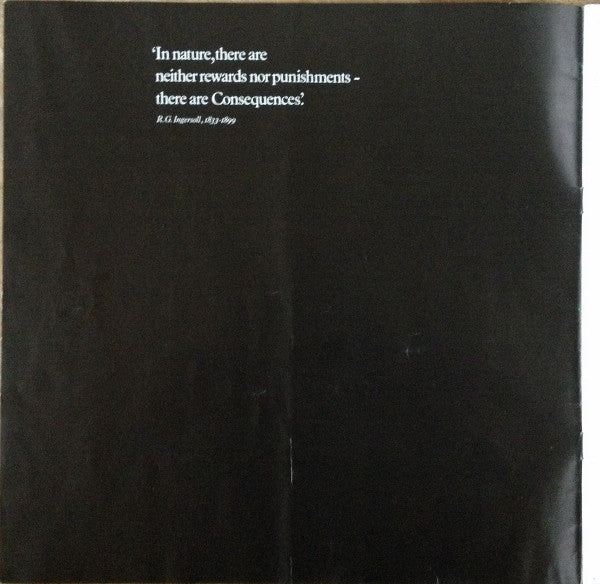 ‘In nature, there are
neither rewards nor punishments –
there are Consequences.’
R.G. Ingersoll, 1833-1899